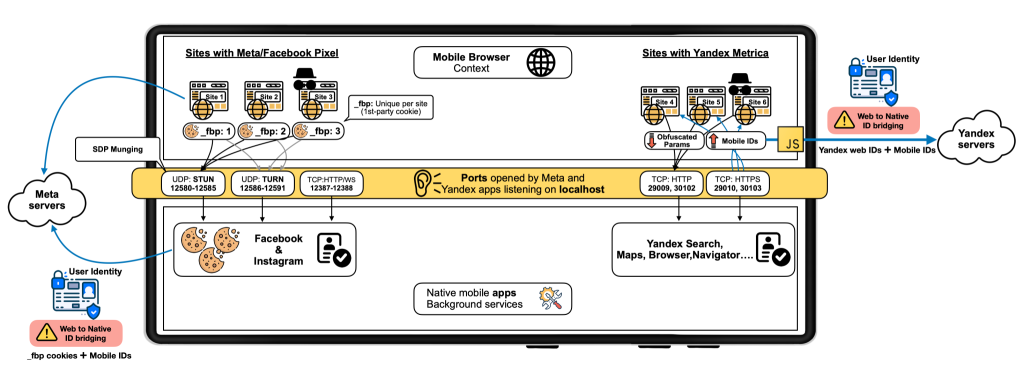 Sites with Meta/Facebook Pixel
Mobile Browser
Context
Sites with Yandex Metrica
Site 1
Site 2
Site 3
_fbp: Unique per site
(1st-party cookie)
_fbp: 1
_fbp: 2
_fbp: 3
Site 4
Site 5
Site 6
Obfuscated
Params
Mobile IDs
JS
User Identity
Web to Native
ID bridging
Yandex web IDs + Mobile IDs
Yandex
servers
SDP Munging
Meta
servers
UDP: STUN
12580-12585
UDP: TURN
12586-12591
TCP:HTTP/WS
12387-12388
Ports opened by Meta and
Yandex apps listening on localhost
TCP: HTTP
29009, 30102
TCP: HTTPS
29010, 30103
Facebook
&
Instagram
Yandex Search,
Maps, Browser,Navigator....
Native mobile apps
Background services
User Identity
Web to Native
ID bridging
_fbp cookies + Mobile IDs